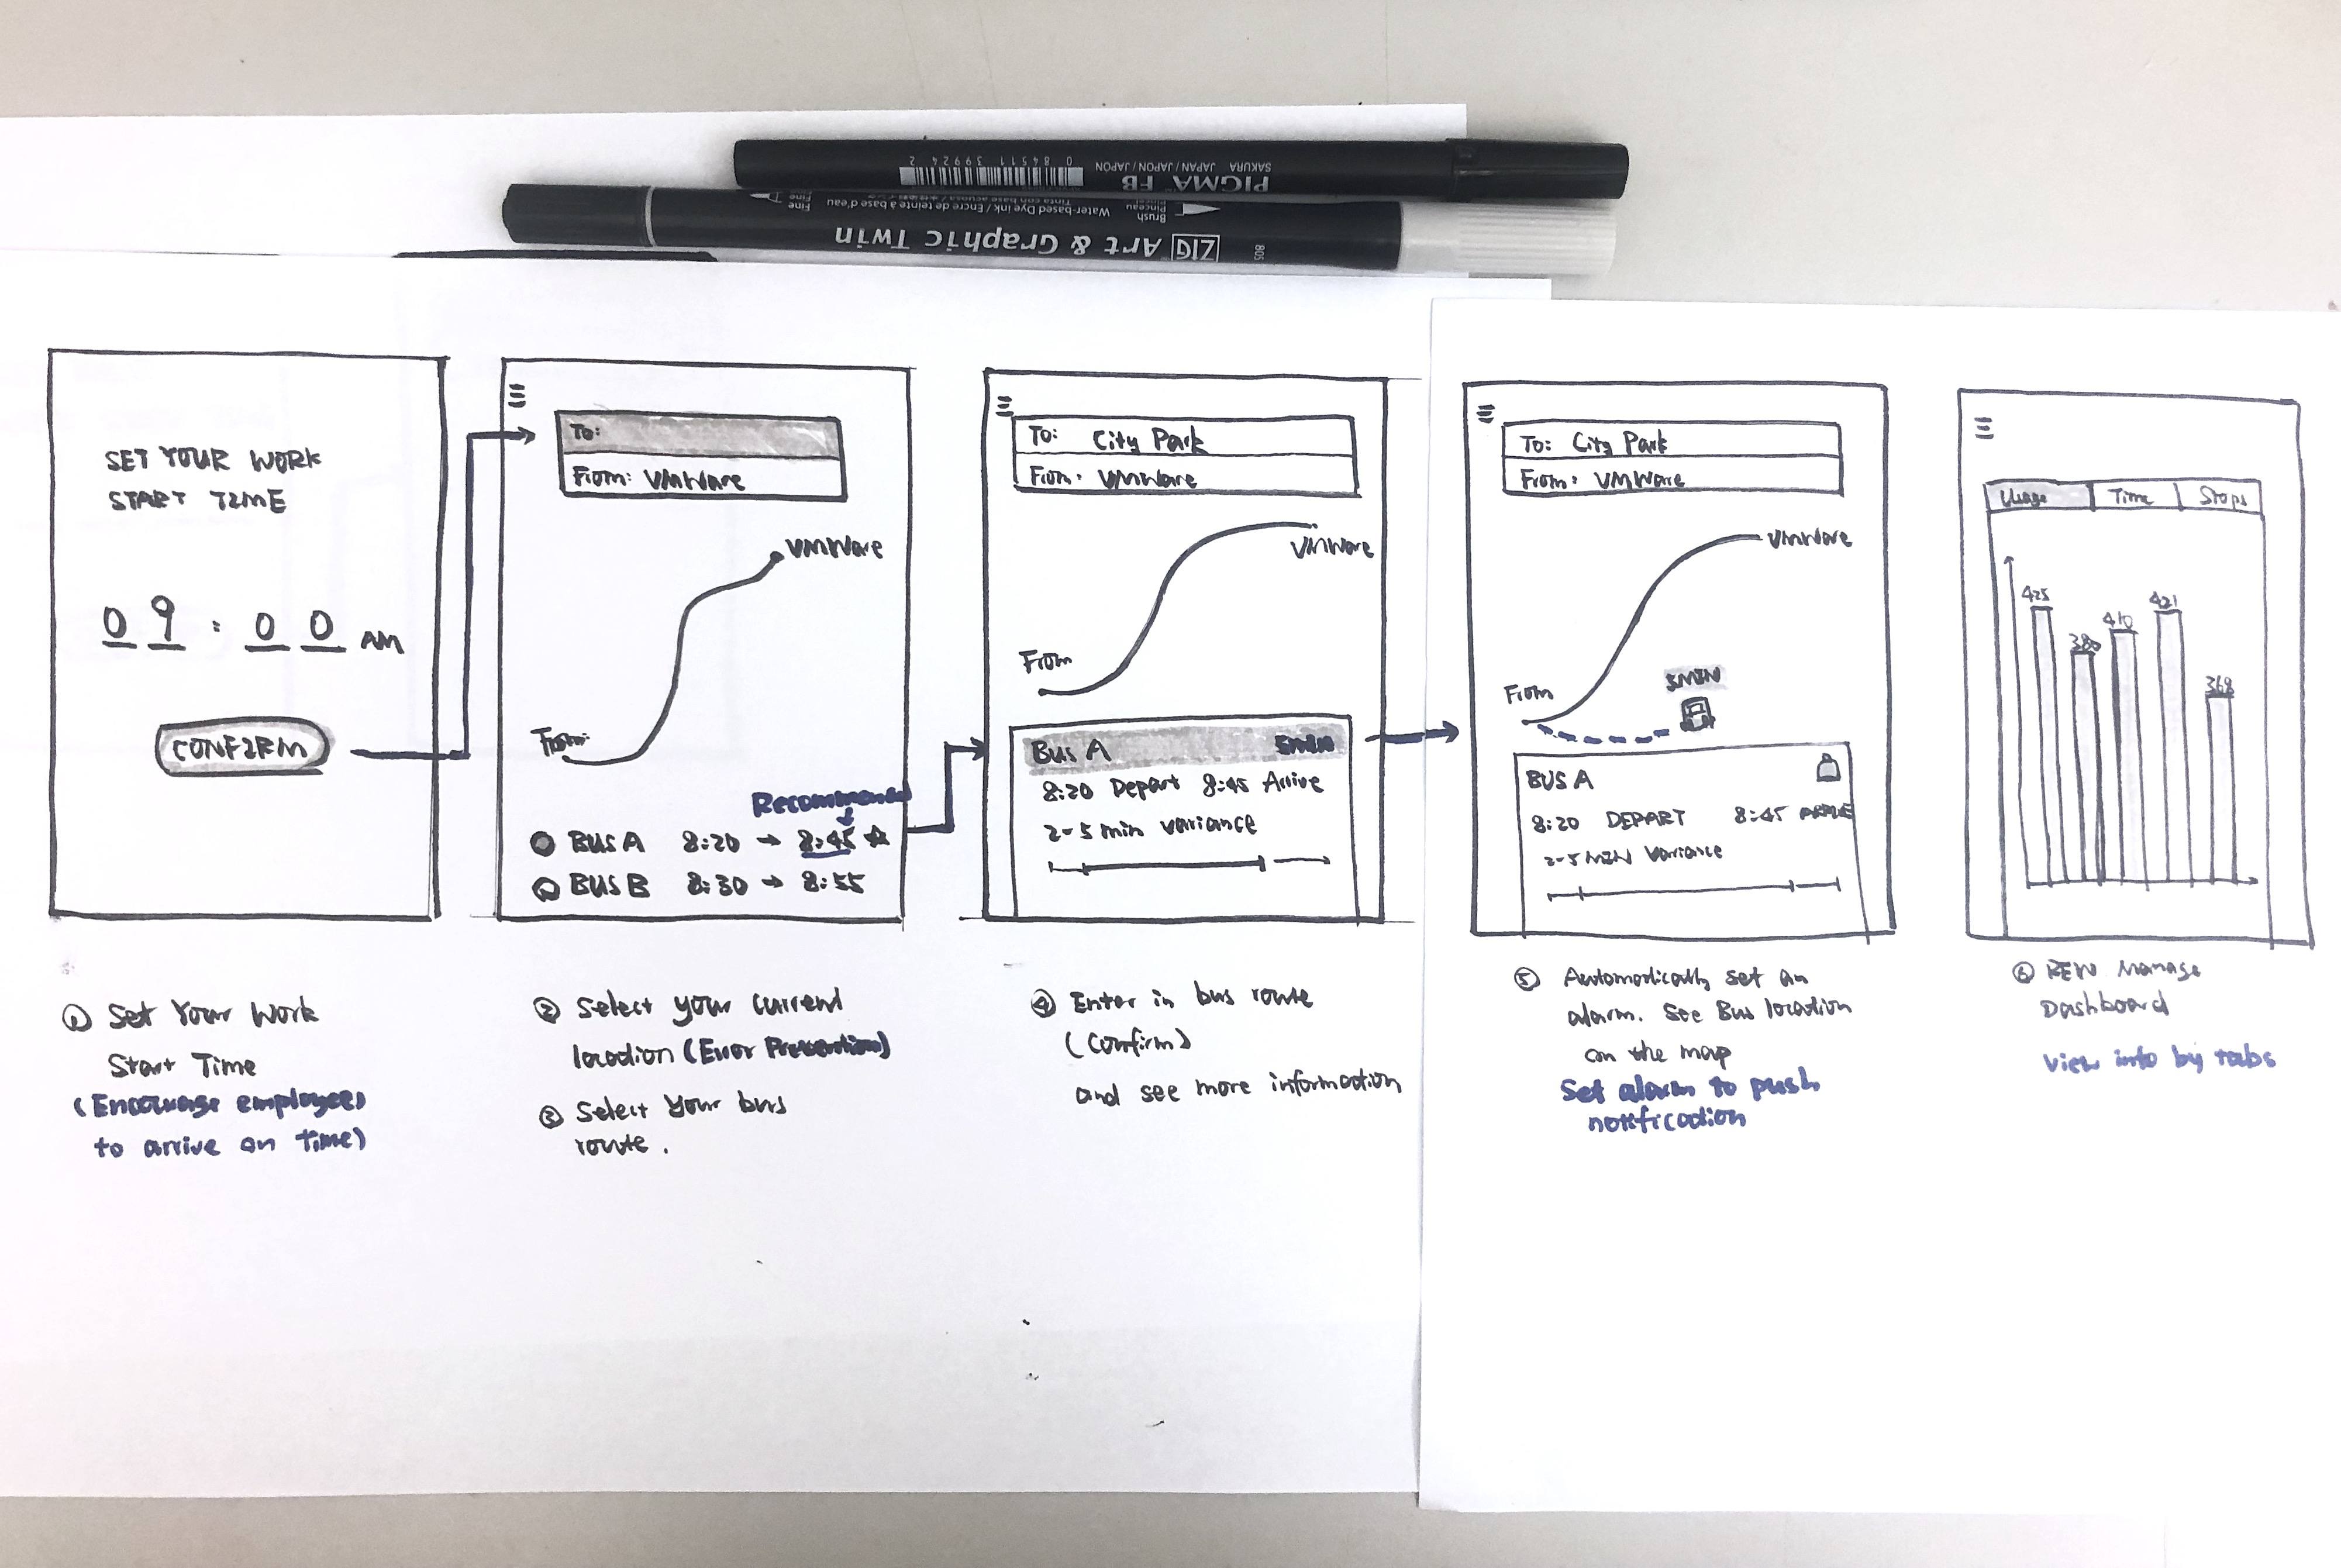 0 84511 39924 2
SAKURA JAPAN / JAPON / JAPÓN
PIGMA FB
Fine
Water-based Dye ink / Encre de teinte à base d'eau
Brush
Pinceau
ZIG Art & Graphic Twin
SET YOUR WORK
START TIME
09:00 AM
CONFIRM
To:
From: VMWare
VMWare
From:
Recommend
BUS A 8:20 → 8:45
BUS B 8:30 → 8:55
To: City Park
From: VMWare
VMWare
From
Bus A 5MIN
8:20 Depart 8:45 Arrive
2-5 min variance
To: City Park
From: VMWare
VMWare
From
5MIN
BUS A
8:20 DEPART 8:45 ARRIVE
2-5 MIN Variance
Usage Time Stops
425
380
410
421
368
① Set Your Work
Start Time
(Encourage employees
to arrive on time)
② Select your current
location (Error Prevention)
③ Select Your bus
route.
④ Enter in bus route
(Confirm)
and see more information
⑤ Automatically set an
alarm. See Bus location
on the map
Set alarm to push
notification
⑥ Manage
Dashboard
View info by tabs